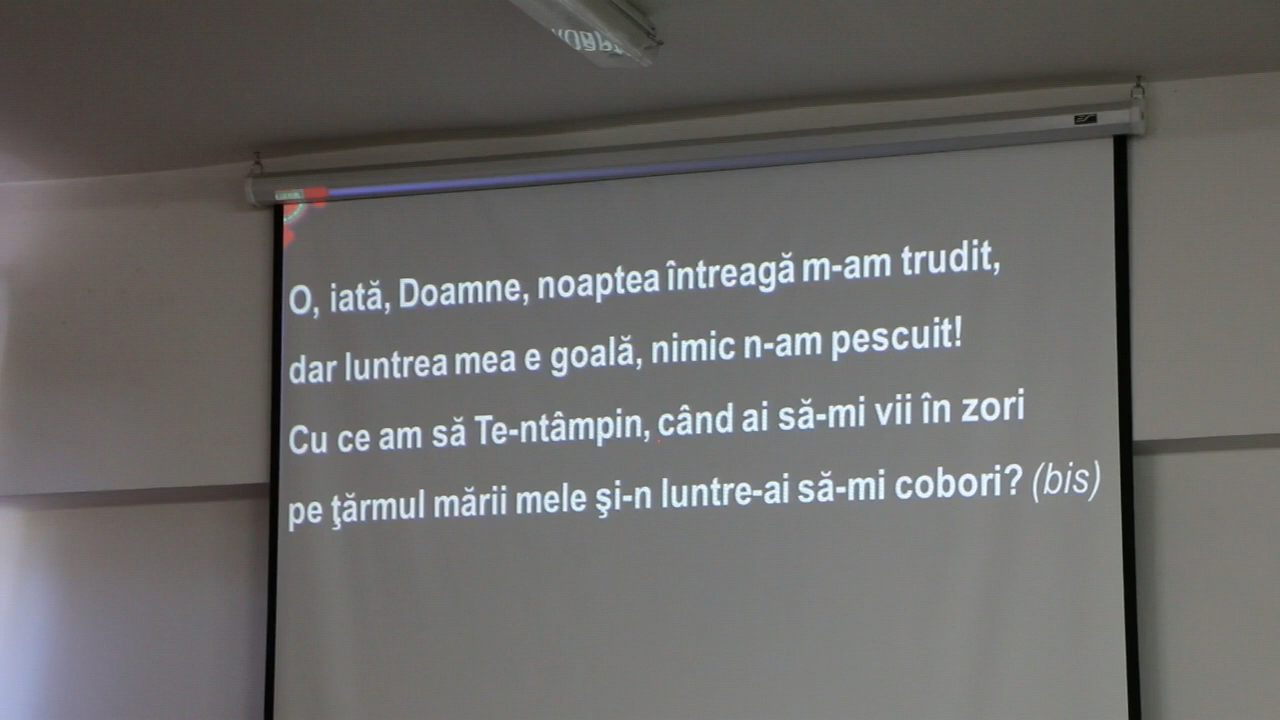 O, iată, Doamne, noaptea întreagă m-am trudit,
dar luntrea mea e goală, nimic n-am pescuit!
Cu ce am să Te-ntâmpin, când ai să-mi vii în zori
pe ţărmul mării mele şi-n luntre-ai să-mi cobori? (bis)